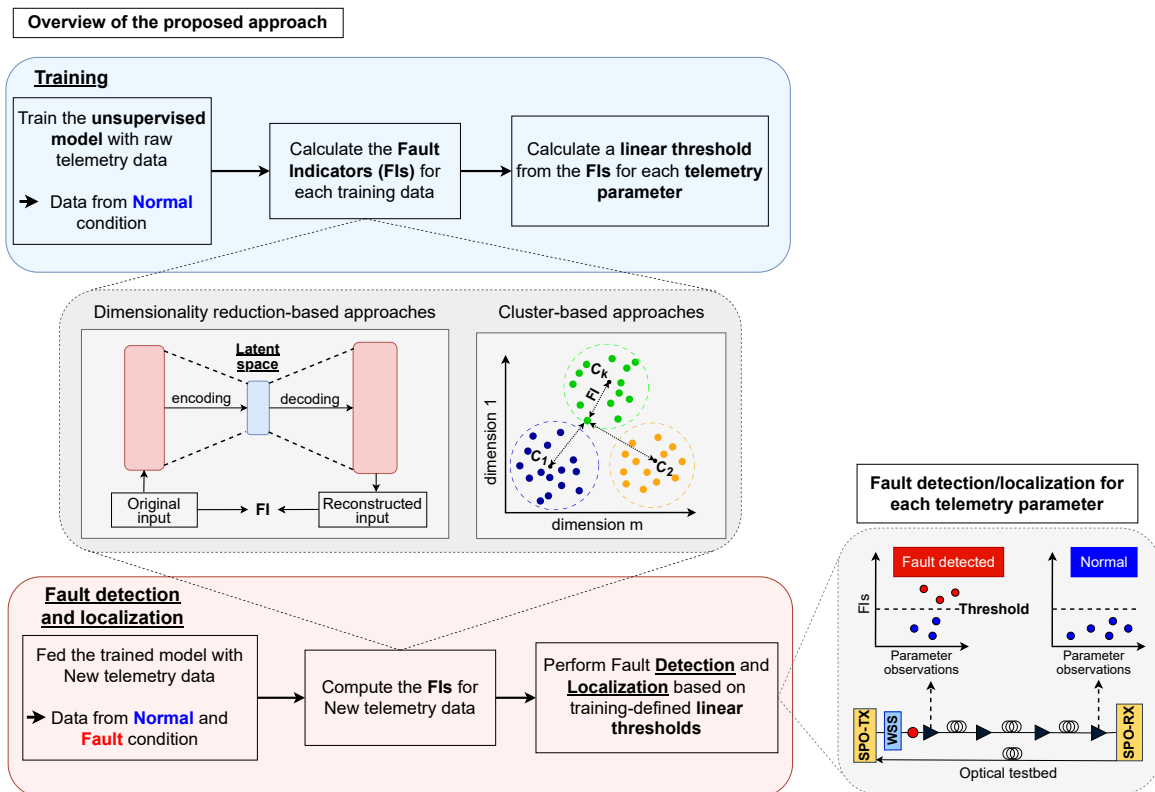 Overview of the proposed approach
Training
Train the unsupervised
model with raw
telemetry data
Data from Normal
condition
Calculate the Fault
Indicators (FIs) for
each training data
Calculate a linear threshold
from the FIs for each telemetry
parameter
Dimensionality reduction-based approaches
Latent
space
encoding
decoding
Original
input
FI
Reconstructed
input
Cluster-based approaches
dimension 1
Ck
FI
C1
C2
dimension m
Fault detection
and localization
Fed the trained model with
New telemetry data
Data from Normal and
Fault condition
Compute the FIs for
New telemetry data
Perform Fault Detection and
Localization based on
training-defined linear
thresholds
Fault detection/localization for
each telemetry parameter
Fault detected
Normal
FIs
Threshold
Parameter
observations
Parameter
observations
SPO-TX
WSS
SPO-RX
Optical testbed